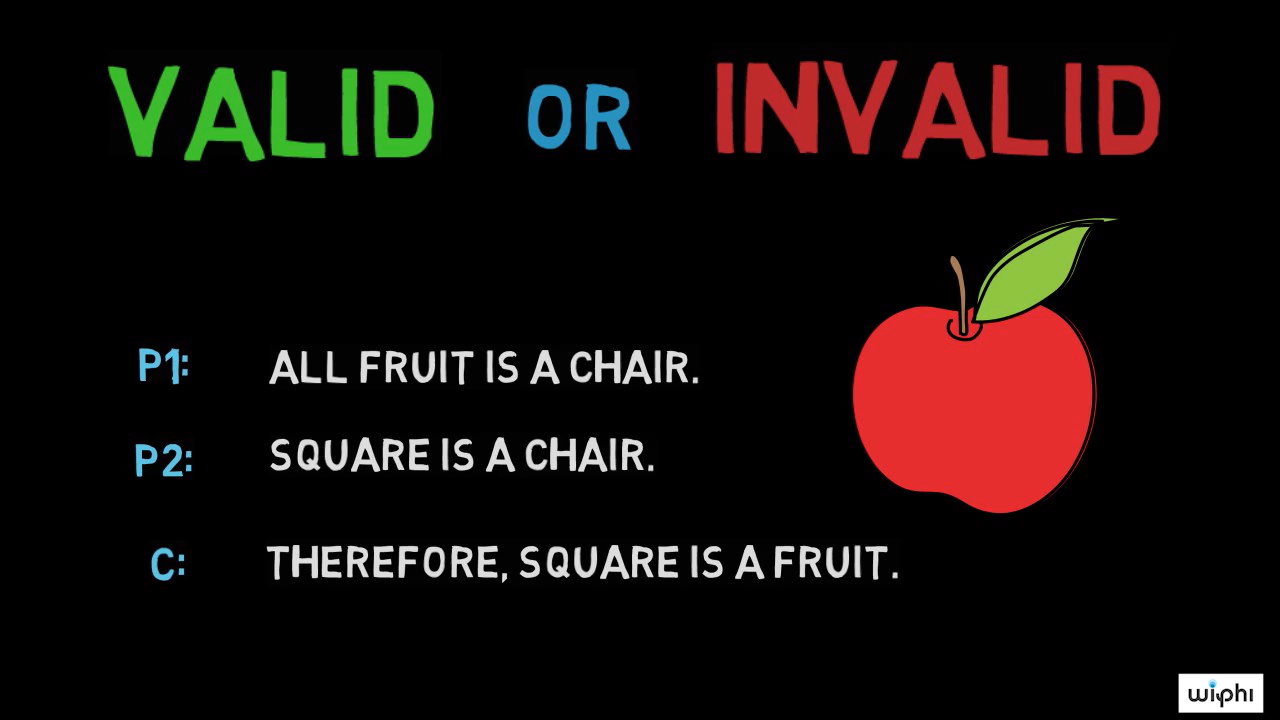 VALID OR INVALID
P1: ALL FRUIT IS A CHAIR.
P2: SQUARE IS A CHAIR.
C: THEREFORE, SQUARE IS A FRUIT.
wiphi